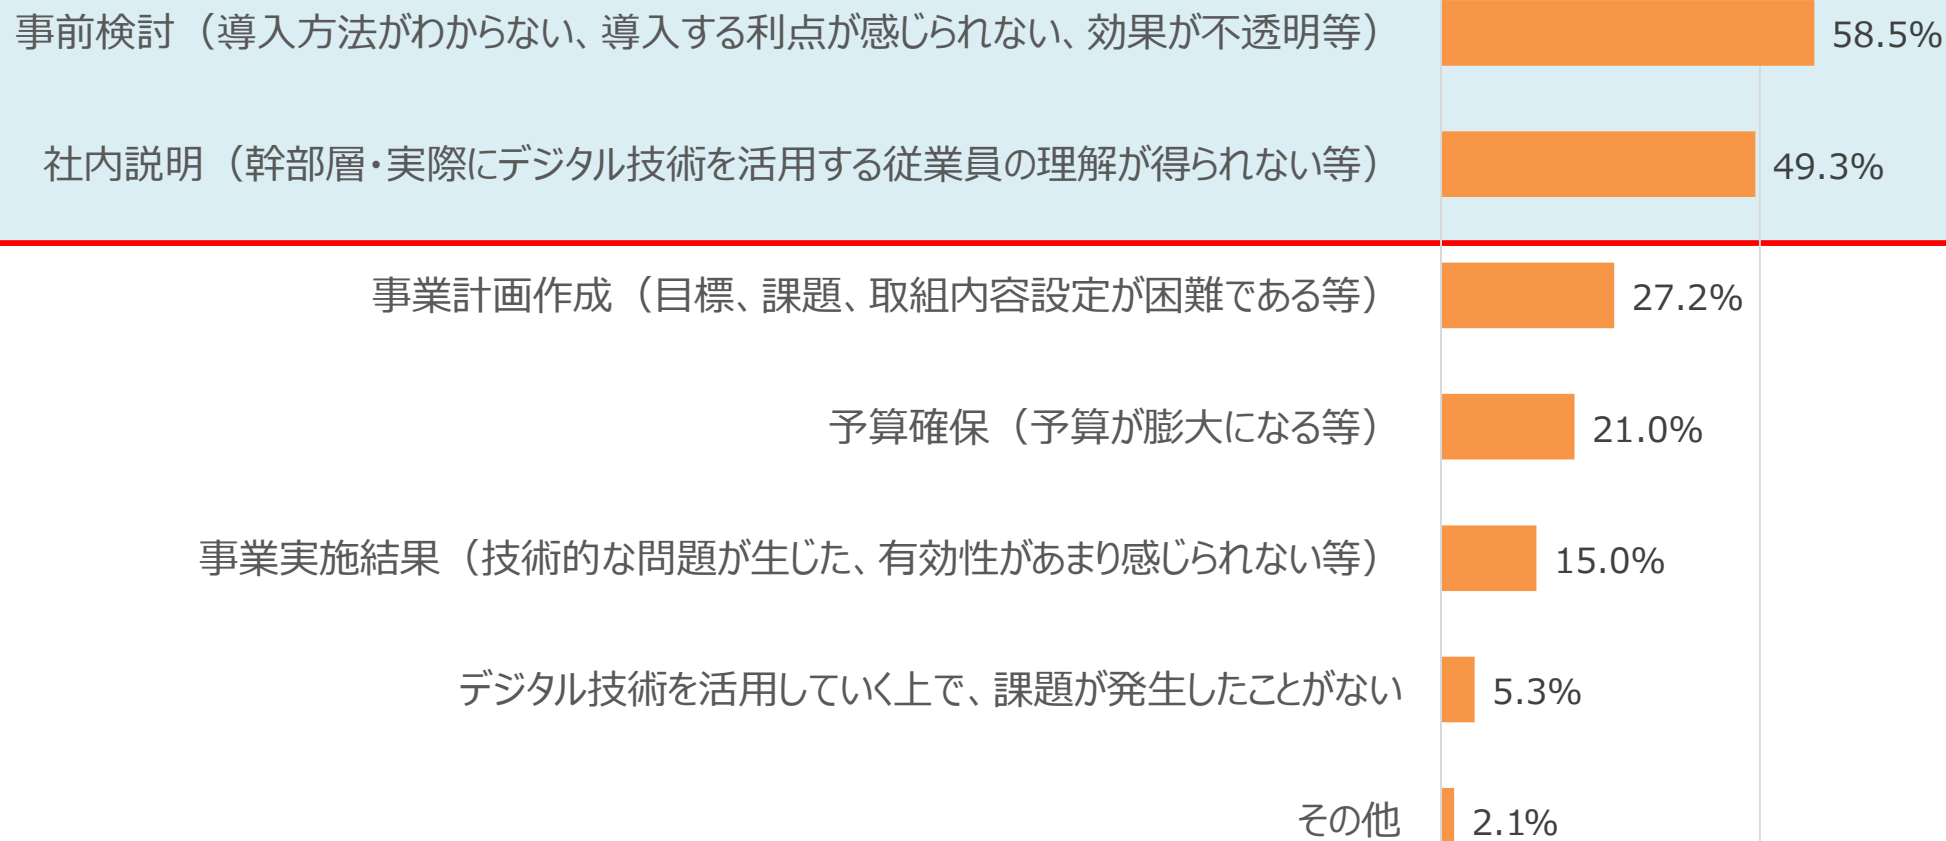 事前検討（導入方法がわからない、導入する利点が感じられない、効果が不透明等） 58.5%
社内説明（幹部層・実際にデジタル技術を活用する従業員の理解が得られない等） 49.3%
事業計画作成（目標、課題、取組内容設定が困難である等） 27.2%
予算確保（予算が膨大になる等） 21.0%
事業実施結果（技術的な問題が生じた、有効性があまり感じられない等） 15.0%
デジタル技術を活用していく上で、課題が発生したことがない 5.3%
その他 2.1%